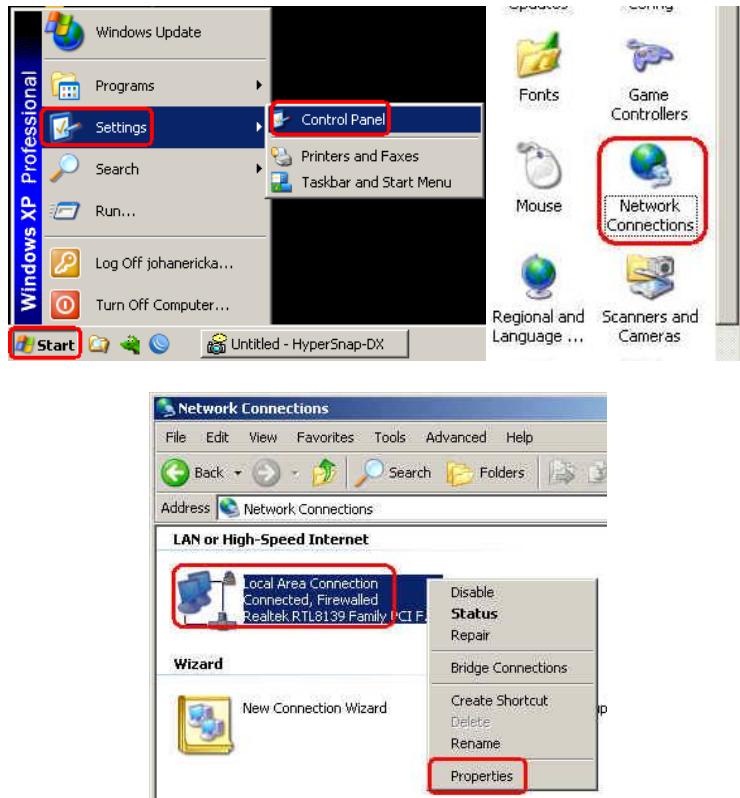 Windows XP Professional
Windows Update
Programs
Settings
Search
Run...
Log Off johanericka...
Turn Off Computer...
Control Panel
Printers and Faxes
Taskbar and Start Menu
Start
Untitled - HyperSnap-DX
Fonts
Game
Controllers
Mouse
Network
Connections
Regional and
Language ...
Scanners and
Cameras
Network Connections
File Edit View Favorites Tools Advanced Help
Back Search Folders
Address Network Connections
LAN or High-Speed Internet
Local Area Connection
Connected, Firewalled
Realtek RTL8139 Family PCI F...
Wizard
New Connection Wizard
Disable
Status
Repair
Bridge Connections
Create Shortcut
Delete
Rename
Properties